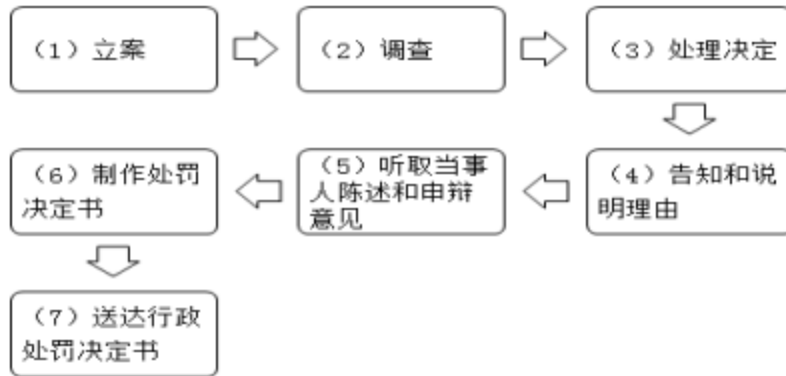 （1）立案
（2）调查
（3）处理决定
（4）告知和说
明理由
（5）听取当事
人陈述和申辩
意见
（6）制作处罚
决定书
（7）送达行政
处罚决定书